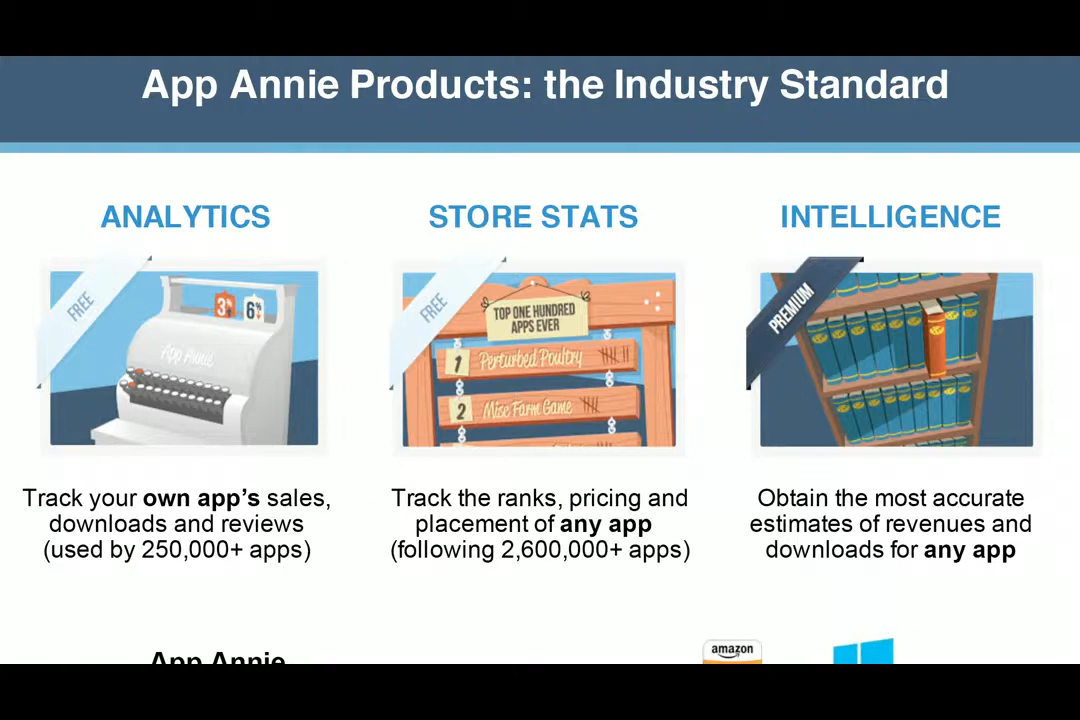 App Annie Products: the Industry Standard
ANALYTICS
STORE STATS
INTELLIGENCE
FREE
3
6
App Annie
FREE
TOP ONE HUNDRED
APPS EVER
1 Perturbed Poultry
2 Misc Farm Game
PREMIUM
Track your own app's sales,
downloads and reviews
(used by 250,000+ apps)
Track the ranks, pricing and
placement of any app
(following 2,600,000+ apps)
Obtain the most accurate
estimates of revenues and
downloads for any app
App Annie
amazon